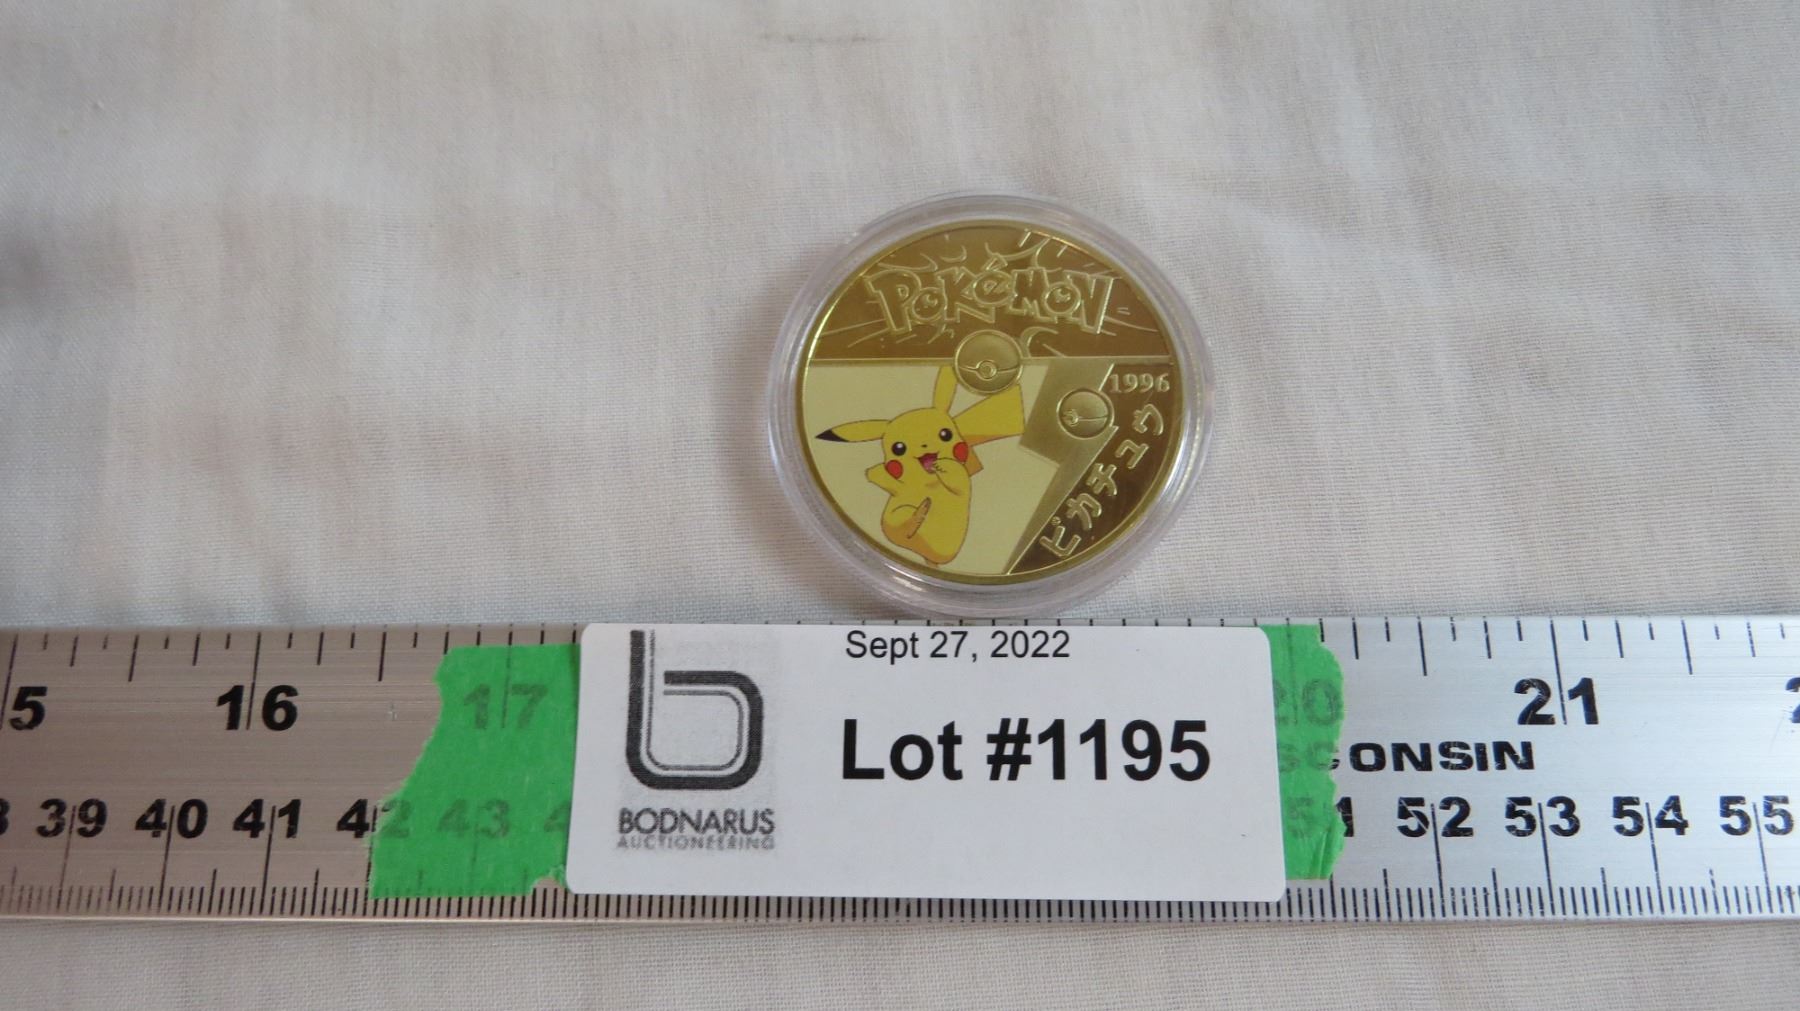 POKéMON
1996
ピカチュウ
Sept 27, 2022
Lot #1195
BODNARUS
AUCTIONEERING
5 16 17 20 21
CONSIN
39 40 41 42 43 51 52 53 54 55